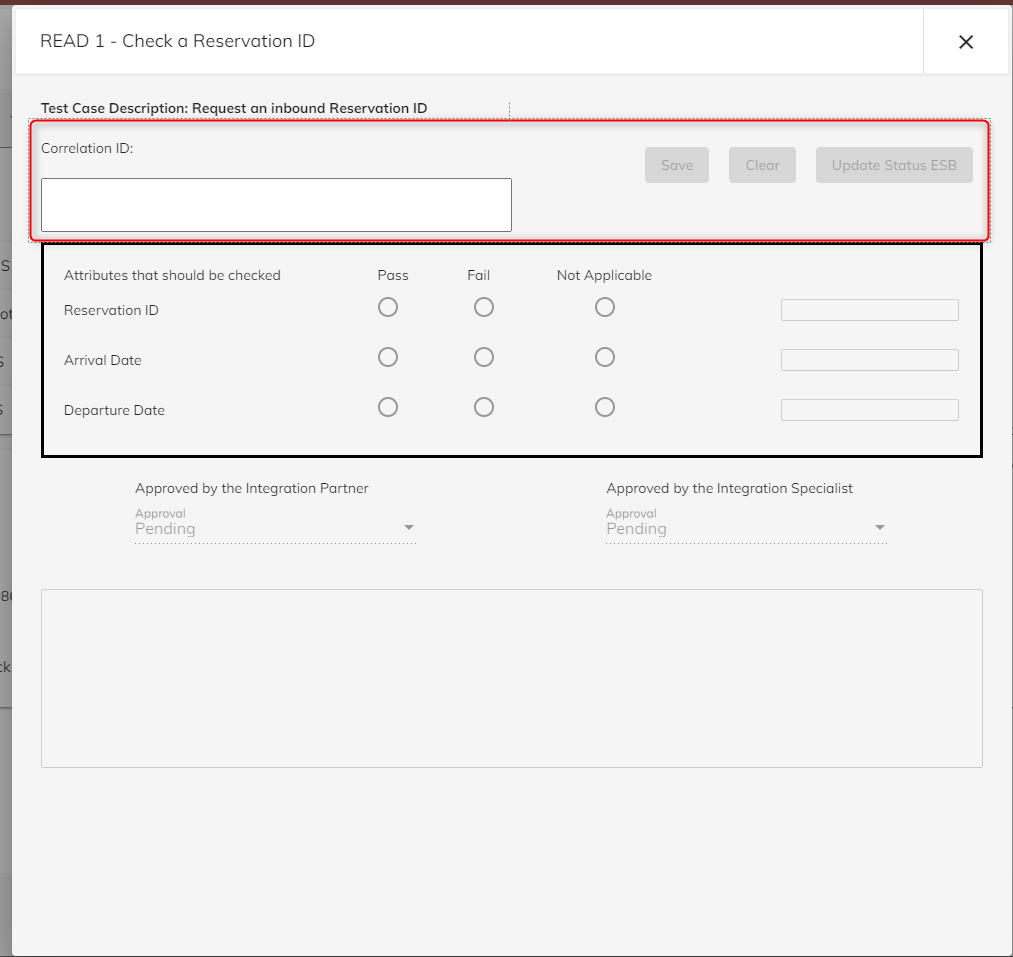 READ 1 - Check a Reservation ID
Test Case Description: Request an inbound Reservation ID
Correlation ID:
Save Clear Update Status ESB
Attributes that should be checked Pass Fail Not Applicable
Reservation ID
Arrival Date
Departure Date
Approved by the Integration Partner Approved by the Integration Specialist
Approval Approval
Pending Pending